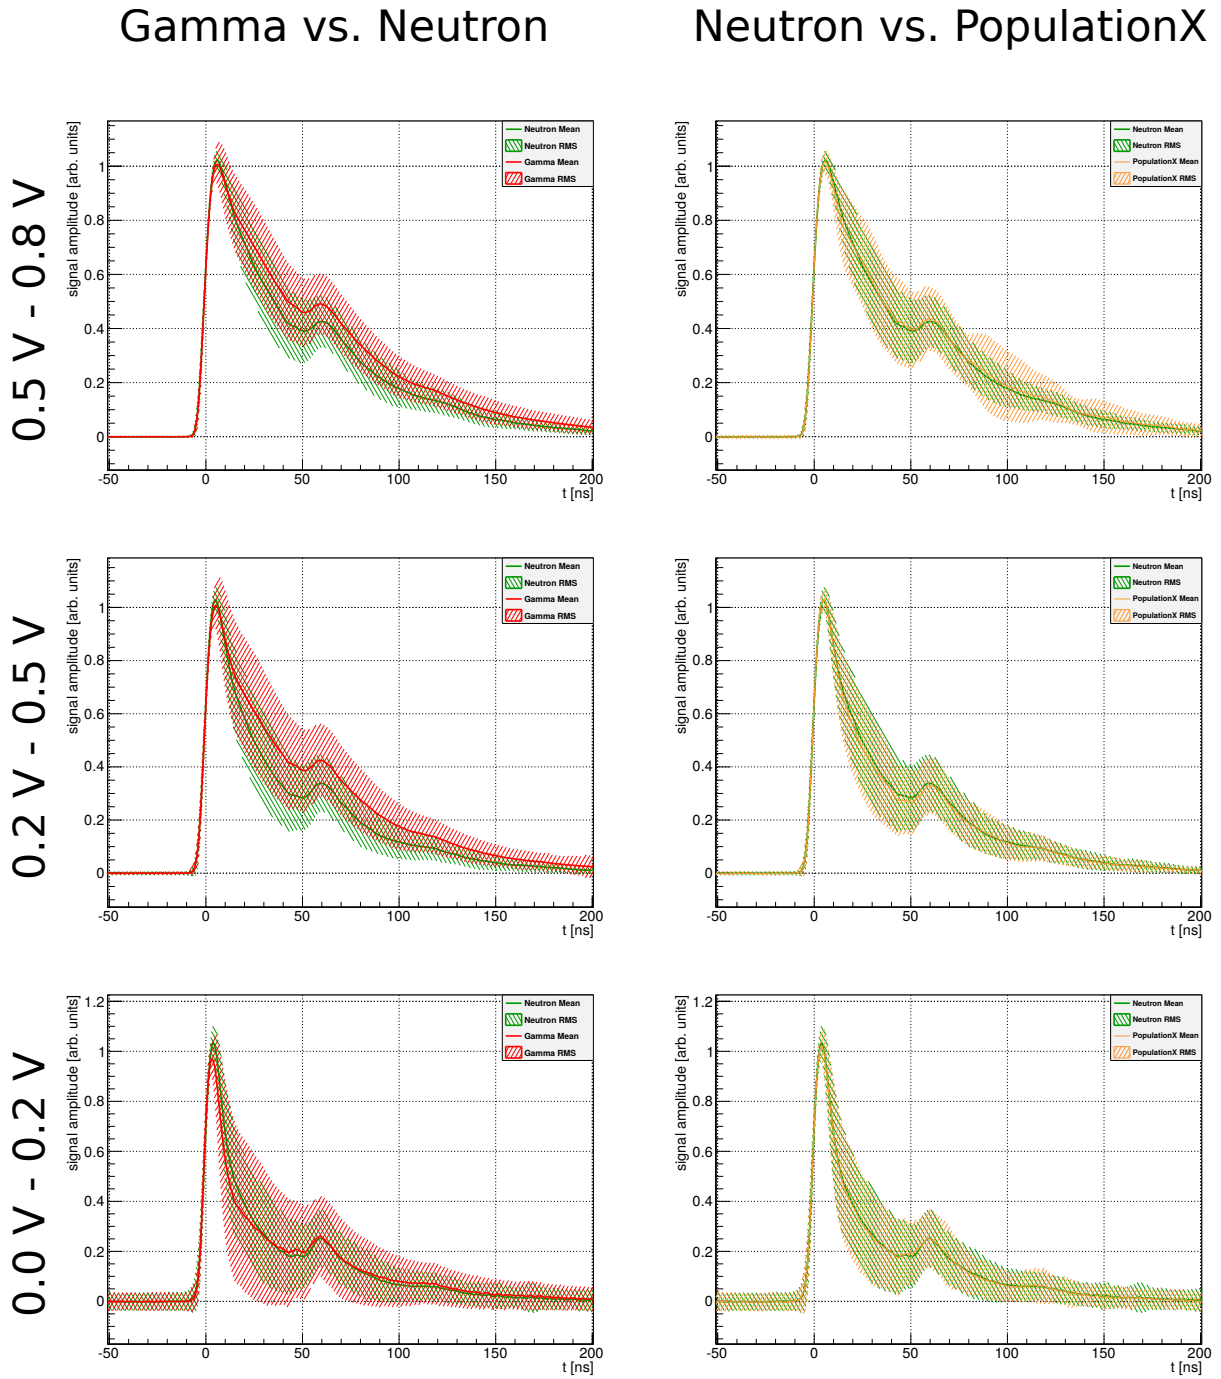 Gamma vs. Neutron
Neutron vs. PopulationX
0.5 V - 0.8 V
signal amplitude [arb. units]
1
0.8
0.6
0.4
0.2
0
-50 0 50 100 150 200
t [ns]
Neutron Mean
Neutron RMS
Gamma Mean
Gamma RMS
signal amplitude [arb. units]
1
0.8
0.6
0.4
0.2
0
-50 0 50 100 150 200
t [ns]
Neutron Mean
Neutron RMS
PopulationX Mean
PopulationX RMS
0.2 V - 0.5 V
signal amplitude [arb. units]
1
0.8
0.6
0.4
0.2
0
-50 0 50 100 150 200
t [ns]
Neutron Mean
Neutron RMS
Gamma Mean
Gamma RMS
signal amplitude [arb. units]
1
0.8
0.6
0.4
0.2
0
-50 0 50 100 150 200
t [ns]
Neutron Mean
Neutron RMS
PopulationX Mean
PopulationX RMS
0.0 V - 0.2 V
signal amplitude [arb. units]
1.2
1
0.8
0.6
0.4
0.2
0
-50 0 50 100 150 200
t [ns]
Neutron Mean
Neutron RMS
Gamma Mean
Gamma RMS
signal amplitude [arb. units]
1.2
1
0.8
0.6
0.4
0.2
0
-50 0 50 100 150 200
t [ns]
Neutron Mean
Neutron RMS
PopulationX Mean
PopulationX RMS